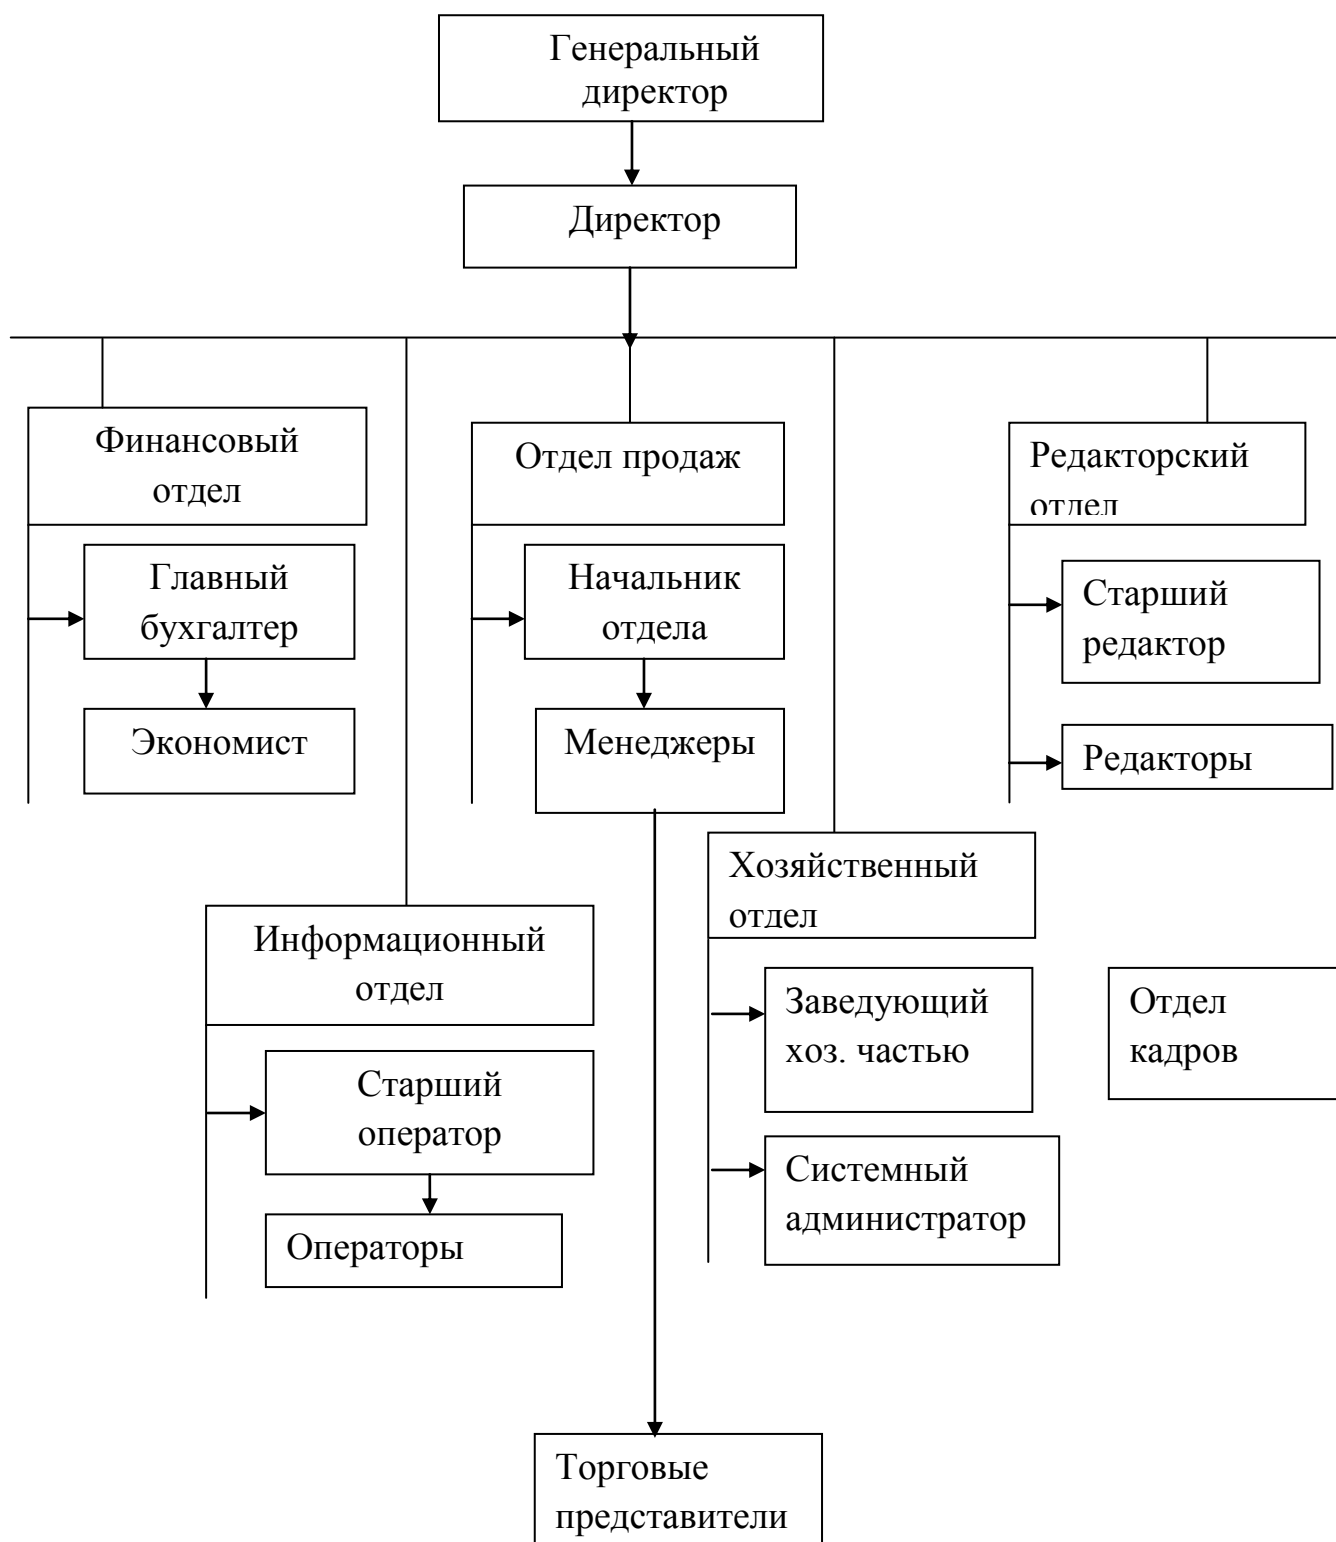 Генеральный
директор
Директор
Финансовый
отдел
Главный
бухгалтер
Экономист
Отдел продаж
Начальник
отдела
Менеджеры
Редакторский
отдел
Старший
редактор
Редакторы
Информационный
отдел
Старший
оператор
Операторы
Хозяйственный
отдел
Заведующий
хоз. частью
Системный
администратор
Отдел
кадров
Торговые
представители